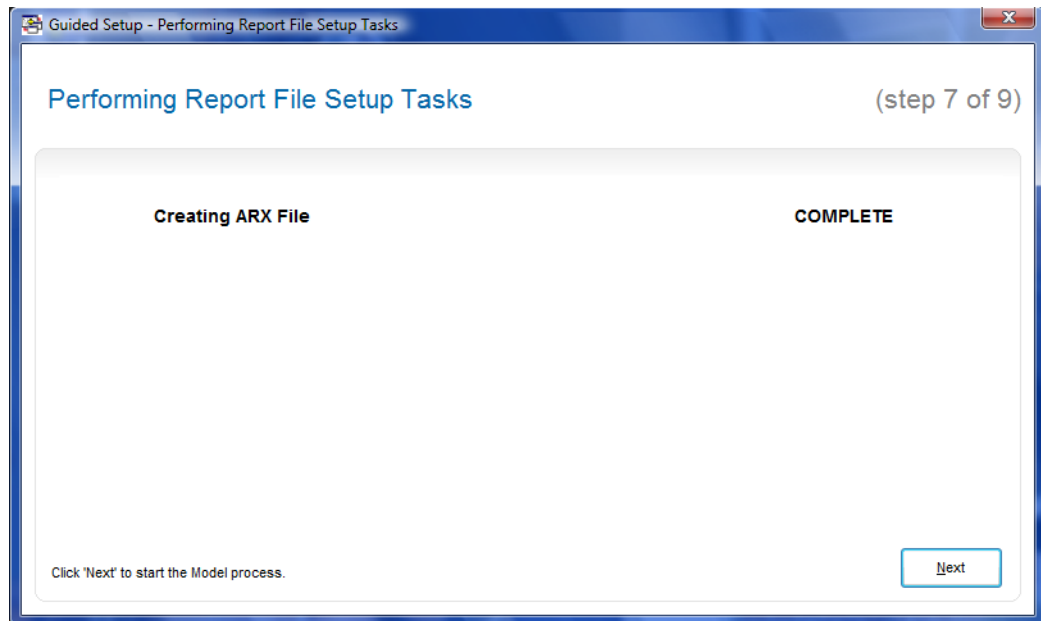 Guided Setup - Performing Report File Setup Tasks
Performing Report File Setup Tasks (step 7 of 9)
Creating ARX File COMPLETE
Click 'Next' to start the Model process. Next